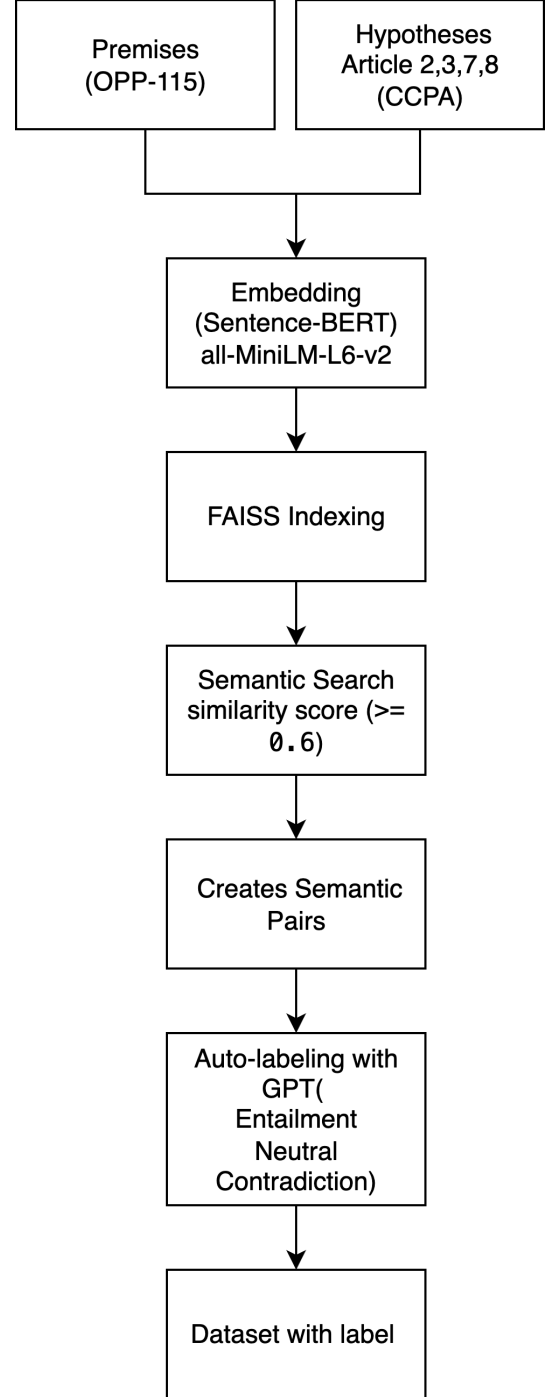 Premises
(OPP-115)
Hypotheses
Article 2,3,7,8
(CCPA)
Embedding
(Sentence-BERT)
all-MiniLM-L6-v2
FAISS Indexing
Semantic Search
similarity score (>=
0.6)
Creates Semantic
Pairs
Auto-labeling with
GPT(
Entailment
Neutral
Contradiction)
Dataset with label